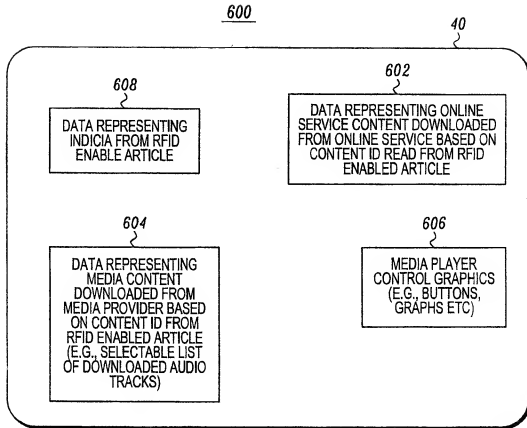 600
40
608
DATA REPRESENTING
INDICIA FROM RFID
ENABLE ARTICLE
602
DATA REPRESENTING ONLINE
SERVICE CONTENT DOWNLOADED
FROM ONLINE SERVICE BASED ON
CONTENT ID READ FROM RFID
ENABLED ARTICLE
604
DATA REPRESENTING
MEDIA CONTENT
DOWNLOADED FROM
MEDIA PROVIDER BASED
ON CONTENT ID FROM
RFID ENABLED ARTICLE
(E.G., SELECTABLE LIST
OF DOWNLOADED AUDIO
TRACKS)
606
MEDIA PLAYER
CONTROL GRAPHICS
(E.G., BUTTONS,
GRAPHS ETC)